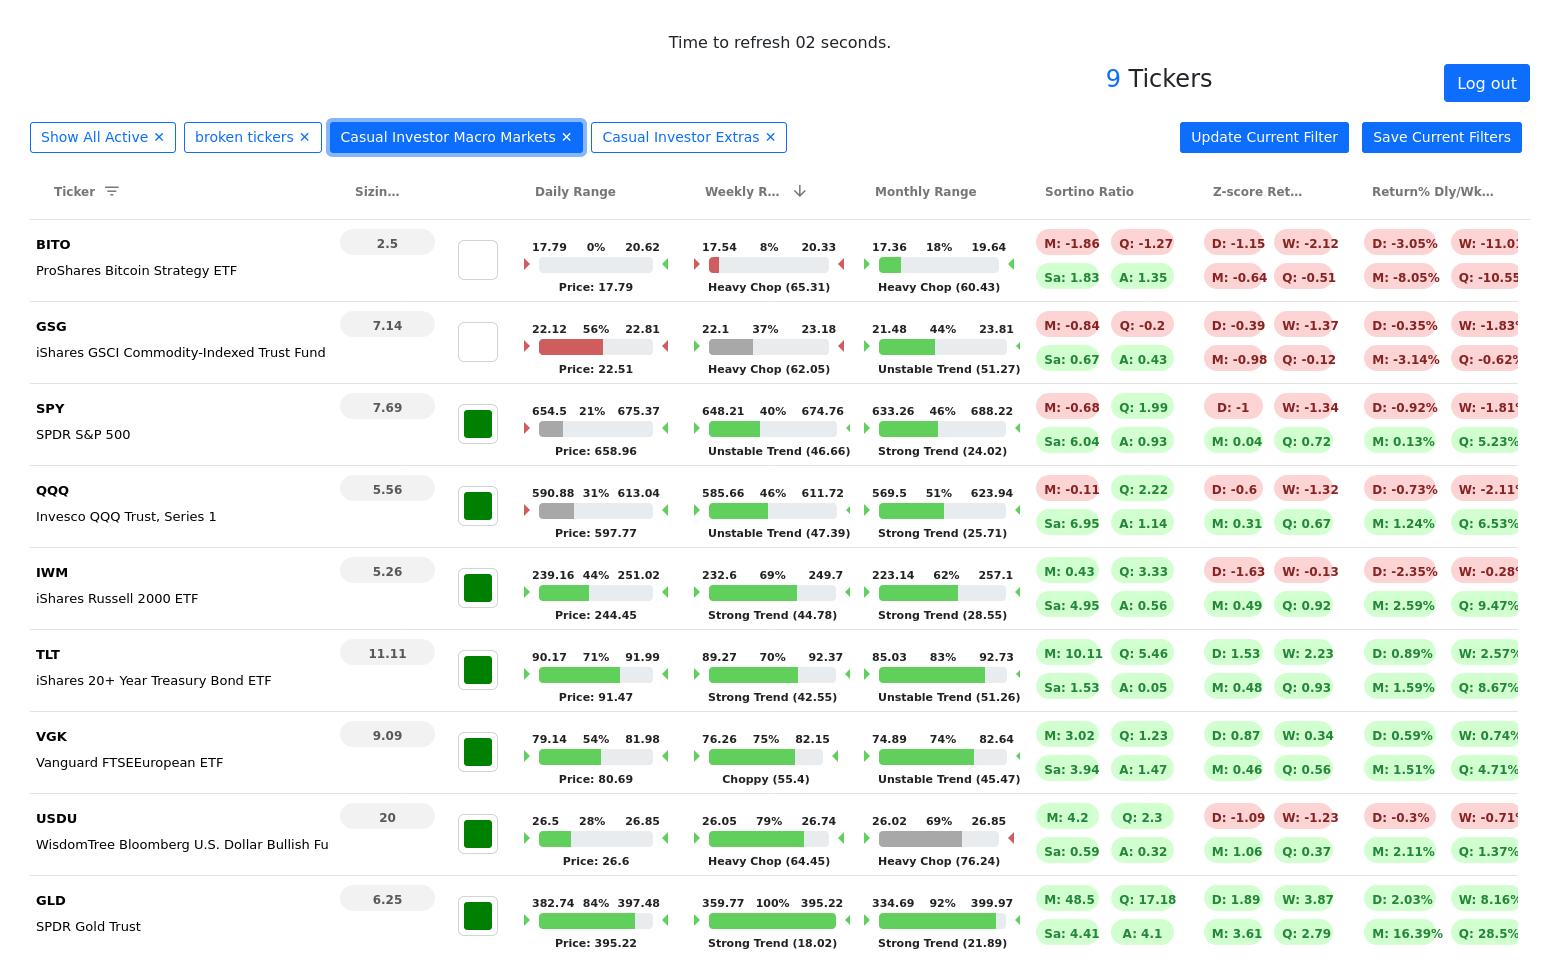 Time to refresh 02 seconds.
9 Tickers
Log out
Show All Active ✕ broken tickers ✕ Casual Investor Macro Markets ✕ Casual Investor Extras ✕ Update Current Filter Save Current Filters
Ticker Sizin... Daily Range Weekly R... Monthly Range Sortino Ratio Z-score Ret... Return% Dly/Wk...
BITO 2.5 17.79 0% 20.62 17.54 8% 20.33 17.36 18% 19.64 M: -1.86 Q: -1.27 D: -1.15 W: -2.12 D: -3.05% W: -11.01
ProShares Bitcoin Strategy ETF Sa: 1.83 A: 1.35 M: -0.64 Q: -0.51 M: -8.05% Q: -10.55
Price: 17.79 Heavy Chop (65.31) Heavy Chop (60.43)
GSG 7.14 22.12 56% 22.81 22.1 37% 23.18 21.48 44% 23.81 M: -0.84 Q: -0.2 D: -0.39 W: -1.37 D: -0.35% W: -1.83%
iShares GSCI Commodity-Indexed Trust Fund Sa: 0.67 A: 0.43 M: -0.98 Q: -0.12 M: -3.14% Q: -0.62%
Price: 22.51 Heavy Chop (62.05) Unstable Trend (51.27)
SPY 7.69 654.5 21% 675.37 648.21 40% 674.76 633.26 46% 688.22 M: -0.68 Q: 1.99 D: -1 W: -1.34 D: -0.92% W: -1.81%
SPDR S&P 500 Sa: 6.04 A: 0.93 M: 0.04 Q: 0.72 M: 0.13% Q: 5.23%
Price: 658.96 Unstable Trend (46.66) Strong Trend (24.02)
QQQ 5.56 590.88 31% 613.04 585.66 46% 611.72 569.5 51% 623.94 M: -0.11 Q: 2.22 D: -0.6 W: -1.32 D: -0.73% W: -2.11%
Invesco QQQ Trust, Series 1 Sa: 6.95 A: 1.14 M: 0.31 Q: 0.67 M: 1.24% Q: 6.53%
Price: 597.77 Unstable Trend (47.39) Strong Trend (25.71)
IWM 5.26 239.16 44% 251.02 232.6 69% 249.7 223.14 62% 257.1 M: 0.43 Q: 3.33 D: -1.63 W: -0.13 D: -2.35% W: -0.28%
iShares Russell 2000 ETF Sa: 4.95 A: 0.56 M: 0.49 Q: 0.92 M: 2.59% Q: 9.47%
Price: 244.45 Strong Trend (44.78) Strong Trend (28.55)
TLT 11.11 90.17 71% 91.99 89.27 70% 92.37 85.03 83% 92.73 M: 10.11 Q: 5.46 D: 1.53 W: 2.23 D: 0.89% W: 2.57%
iShares 20+ Year Treasury Bond ETF Sa: 1.53 A: 0.05 M: 0.48 Q: 0.93 M: 1.59% Q: 8.67%
Price: 91.47 Strong Trend (42.55) Unstable Trend (51.26)
VGK 9.09 79.14 54% 81.98 76.26 75% 82.15 74.89 74% 82.64 M: 3.02 Q: 1.23 D: 0.87 W: 0.34 D: 0.59% W: 0.74%
Vanguard FTSEEuropean ETF Sa: 3.94 A: 1.47 M: 0.46 Q: 0.56 M: 1.51% Q: 4.71%
Price: 80.69 Choppy (55.4) Unstable Trend (45.47)
USDU 20 26.5 28% 26.85 26.05 79% 26.74 26.02 69% 26.85 M: 4.2 Q: 2.3 D: -1.09 W: -1.23 D: -0.3% W: -0.71%
WisdomTree Bloomberg U.S. Dollar Bullish Fu Sa: 0.59 A: 0.32 M: 1.06 Q: 0.37 M: 2.11% Q: 1.37%
Price: 26.6 Heavy Chop (64.45) Heavy Chop (76.24)
GLD 6.25 382.74 84% 397.48 359.77 100% 395.22 334.69 92% 399.97 M: 48.5 Q: 17.18 D: 1.89 W: 3.87 D: 2.03% W: 8.16%
SPDR Gold Trust Sa: 4.41 A: 4.1 M: 3.61 Q: 2.79 M: 16.39% Q: 28.5%
Price: 395.22 Strong Trend (18.02) Strong Trend (21.89)